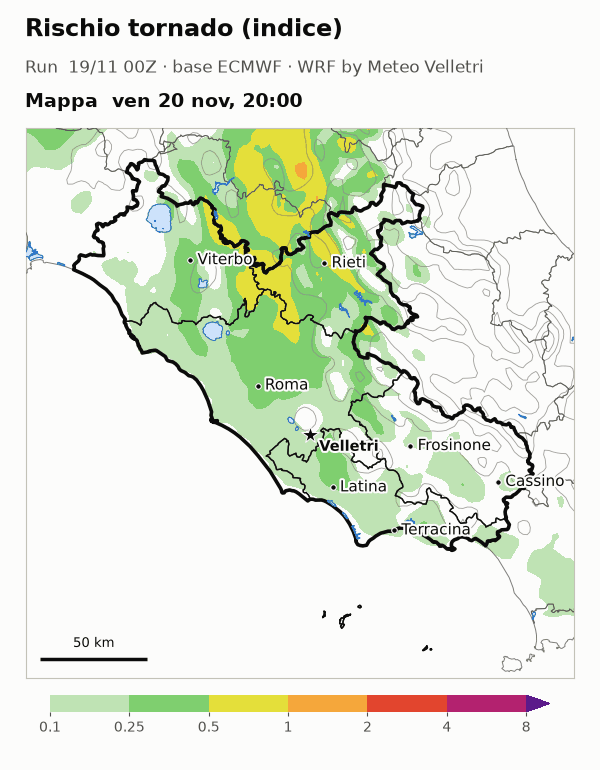 Rischio tornado (indice)
Run  19/11 00Z · base ECMWF · WRF by Meteo Velletri
Mappa  ven 20 nov, 20:00
Viterbo
Rieti
Roma
Velletri
Frosinone
Cassino
Latina
Terracina
50 km
0.1 0.25 0.5 1 2 4 8